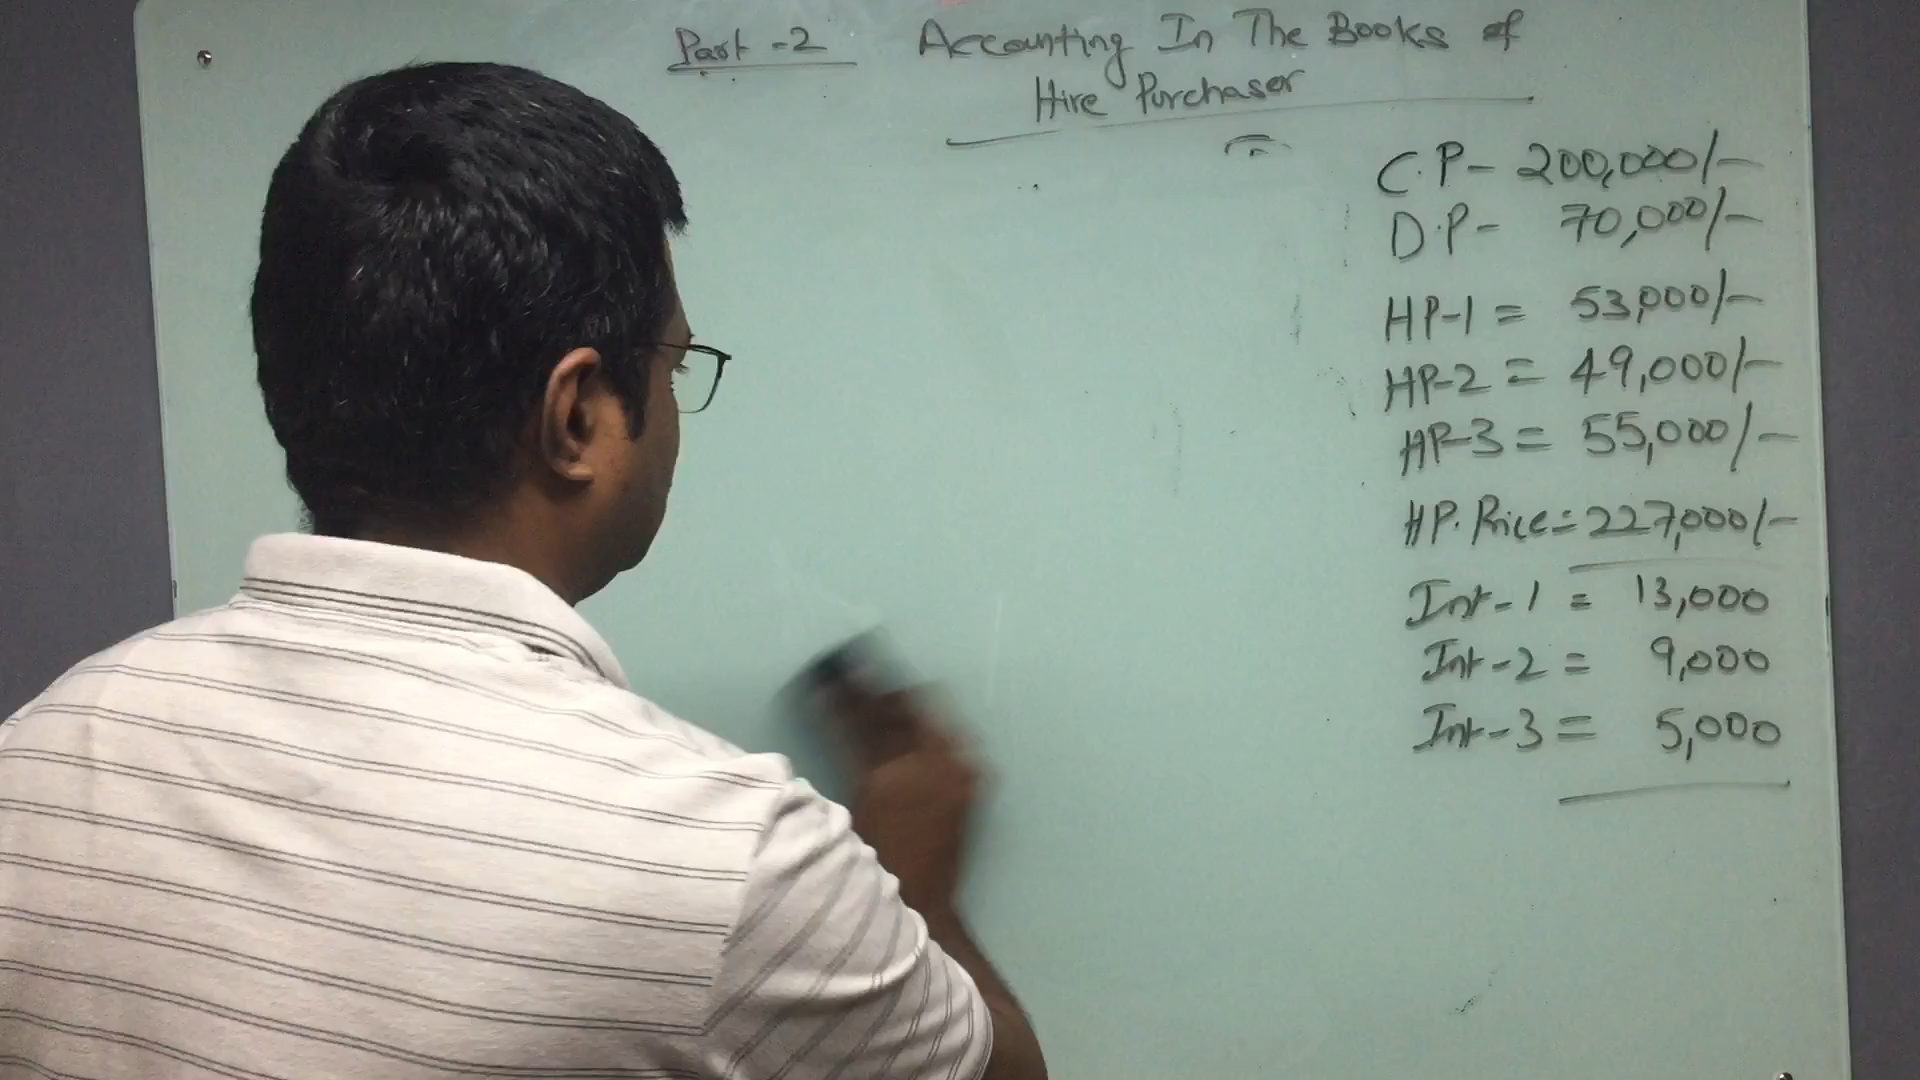 Part -2 Accounting In The Books of
Hire Purchaser
C.P- 200,000/-
D.P- 70,000/-
HP-1 = 53,000/-
HP-2 = 49,000/-
HP-3 = 55,000/-
HP. Price = 227,000/-
Int-1 = 13,000
Int-2 = 9,000
Int-3 = 5,000